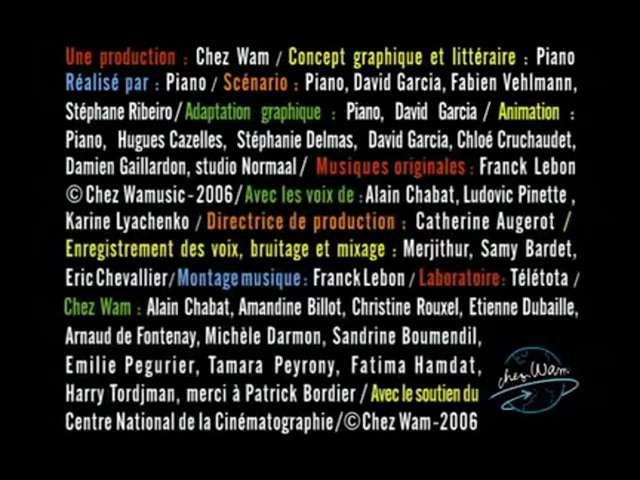 Une production : Chez Wam / Concept graphique et littéraire : Piano
Réalisé par : Piano / Scénario : Piano, David Garcia, Fabien Vehlmann,
Stéphane Ribeiro / Adaptation graphique : Piano, David Garcia / Animation :
Piano, Hugues Cazelles, Stéphanie Delmas, David Garcia, Chloé Cruchaudet,
Damien Gaillardon, studio Normaal / Musiques originales : Franck Lebon
© Chez Wamusic - 2006 / Avec les voix de : Alain Chabat, Ludovic Pinette ,
Karine Lyachenko / Directrice de production : Catherine Augerot /
Enregistrement des voix, bruitage et mixage : Merjithur, Samy Bardet,
Eric Chevallier / Montage musique : Franck Lebon / Laboratoire : Télétota /
Chez Wam : Alain Chabat, Amandine Billot, Christine Rouxel, Etienne Dubaille,
Arnaud de Fontenay, Michèle Darmon, Sandrine Boumendil,
Emilie Pegurier, Tamara Peyrony, Fatima Hamdat,
Harry Tordjman, merci à Patrick Bordier / Avec le soutien du
Centre National de la Cinématographie / © Chez Wam - 2006
chez Wam